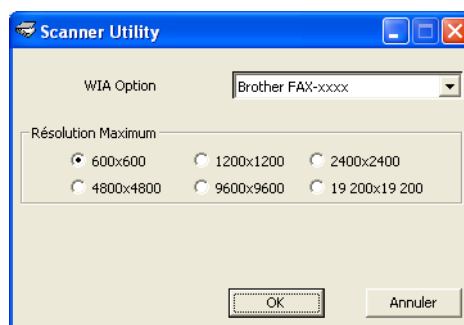 Scanner Utility
WIA Option Brother FAX-xxxx
Résolution Maximum
600x600 1200x1200 2400x2400
4800x4800 9600x9600 19 200x19 200
OK Annuler